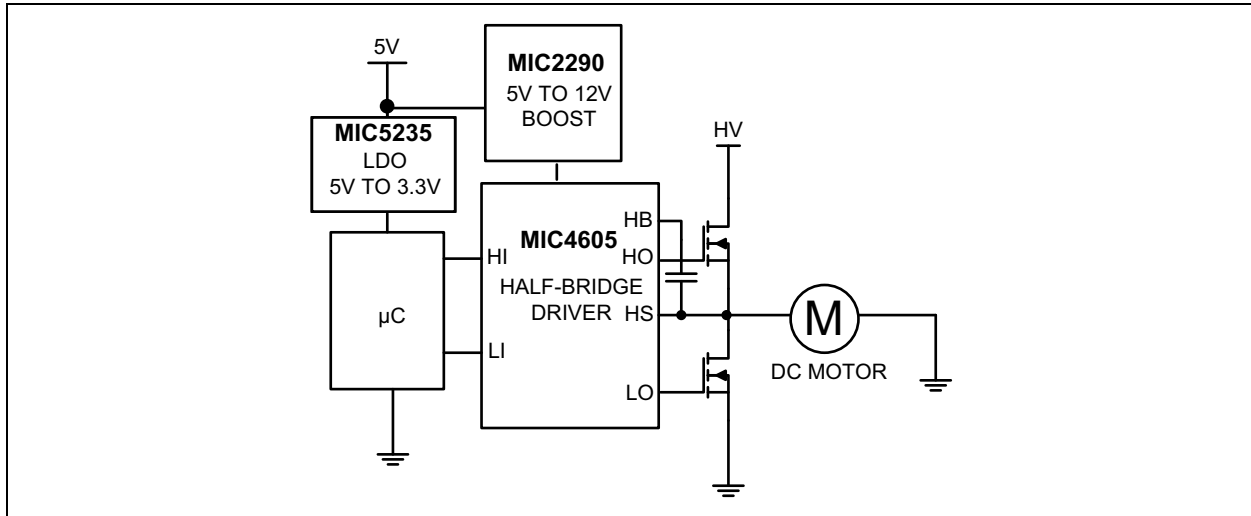 5V
MIC2290
5V TO 12V
BOOST
MIC5235
LDO
5V TO 3.3V
HV
MIC4605
HALF-BRIDGE
DRIVER
HB
HO
HS
LO
HI
LI
µC
M
DC MOTOR